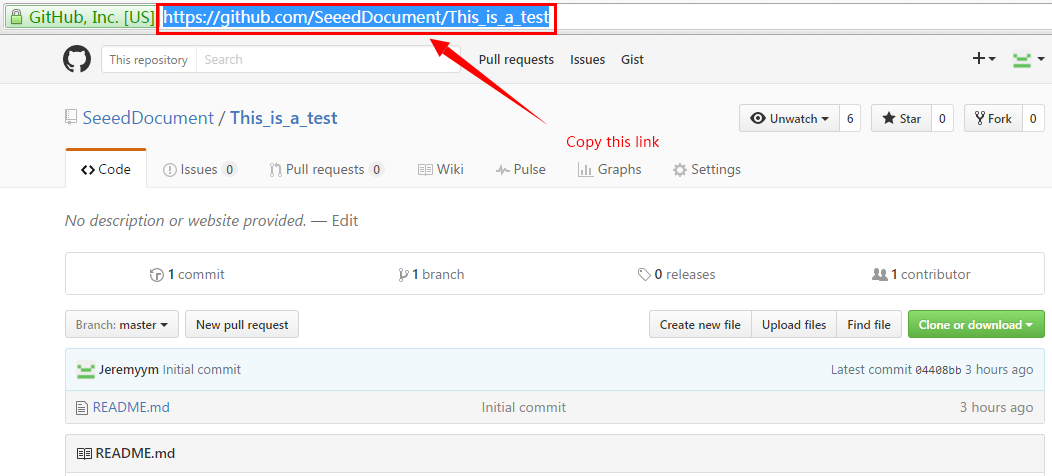 GitHub, Inc. [US] https://github.com/SeeedDocument/This_is_a_test
This repository Search Pull requests Issues Gist
Copy this link
SeeedDocument / This_is_a_test Unwatch 6 Star 0 Fork 0
Code Issues 0 Pull requests 0 Wiki Pulse Graphs Settings
No description or website provided. — Edit
1 commit 1 branch 0 releases 1 contributor
Branch: master New pull request Create new file Upload files Find file Clone or download
Jeremyym Initial commit Latest commit 04408bb 3 hours ago
README.md Initial commit 3 hours ago
README.md